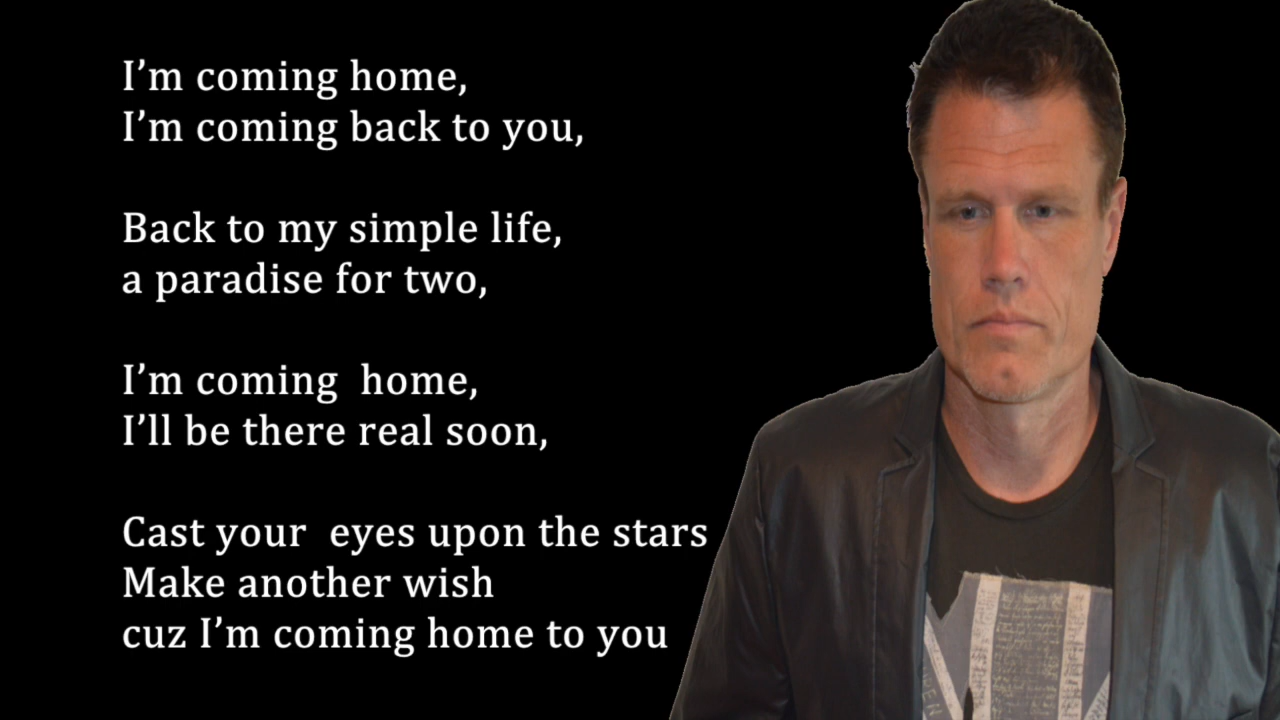 I’m coming home,
I’m coming back to you,
Back to my simple life,
a paradise for two,
I’m coming  home,
I’ll be there real soon,
Cast your  eyes upon the stars
Make another wish
cuz I’m coming home to you